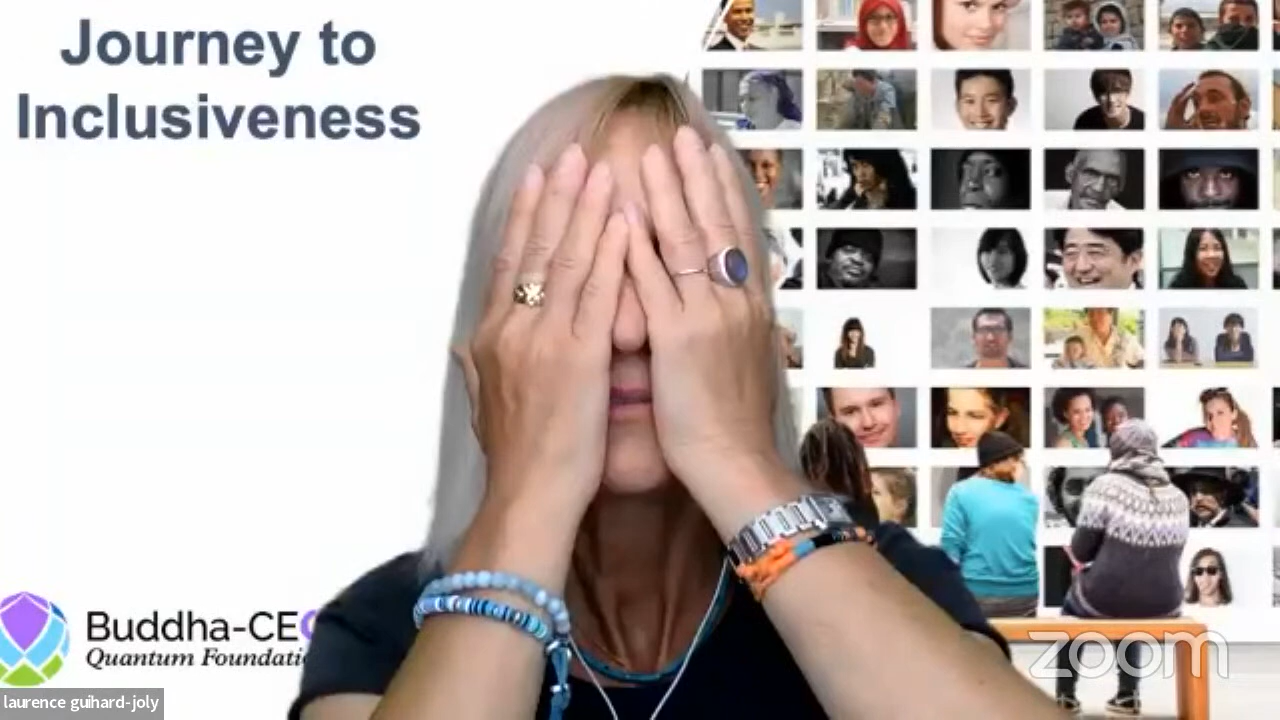 Journey to
Inclusiveness
Buddha-CE
Quantum Foundati
laurence guihard-joly
zoom